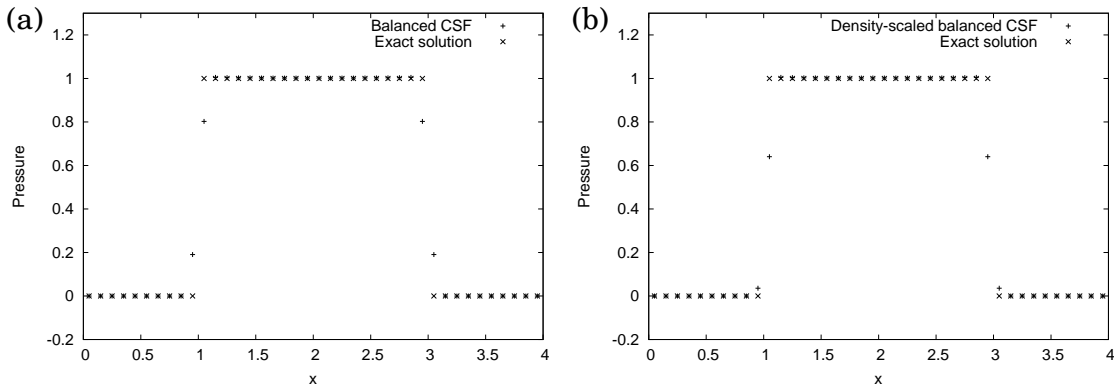 (a)
Balanced CSF
Exact solution
1.2
1
0.8
0.6
0.4
0.2
0
-0.2
Pressure
0 0.5 1 1.5 2 2.5 3 3.5 4
x
(b)
Density-scaled balanced CSF
Exact solution
1.2
1
0.8
0.6
0.4
0.2
0
-0.2
Pressure
0 0.5 1 1.5 2 2.5 3 3.5 4
x